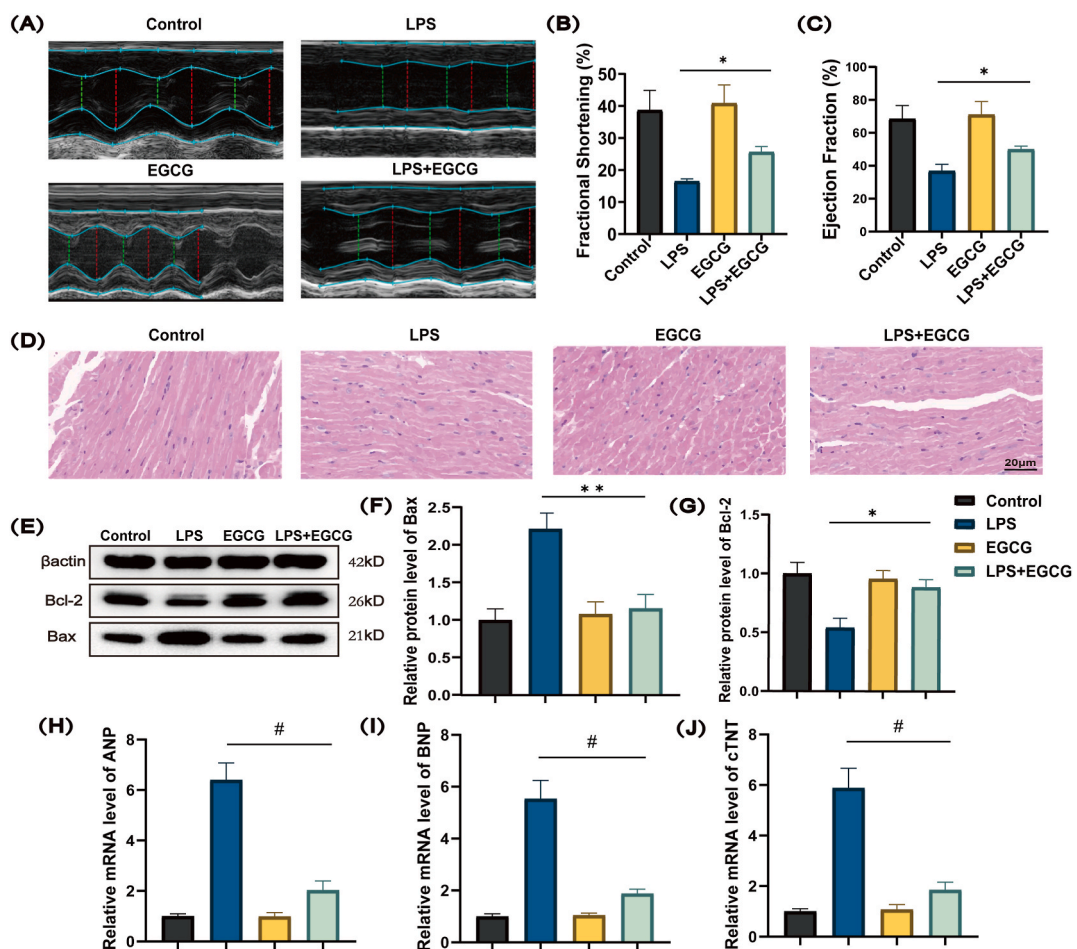 (A)
Control
LPS
EGCG
LPS+EGCG
(B)
Fractional Shortening (%)
50
40
30
20
10
0
*
Control
LPS
EGCG
LPS+EGCG
(C)
Ejection Fraction (%)
100
80
60
40
20
0
*
Control
LPS
EGCG
LPS+EGCG
(D)
Control
LPS
EGCG
LPS+EGCG
20μm
(E)
Control LPS EGCG LPS+EGCG
βactin 42kD
Bcl-2 26kD
Bax 21kD
(F)
Relative protein level of Bax
2.5
2.0
1.5
1.0
0.5
0.0
**
(G)
Relative protein level of Bcl-2
1.5
1.0
0.5
0.0
*
Control
LPS
EGCG
LPS+EGCG
(H)
Relative mRNA level of ANP
8
6
4
2
0
#
(I)
Relative mRNA level of BNP
8
6
4
2
0
#
(J)
Relative mRNA level of cTNT
8
6
4
2
0
#